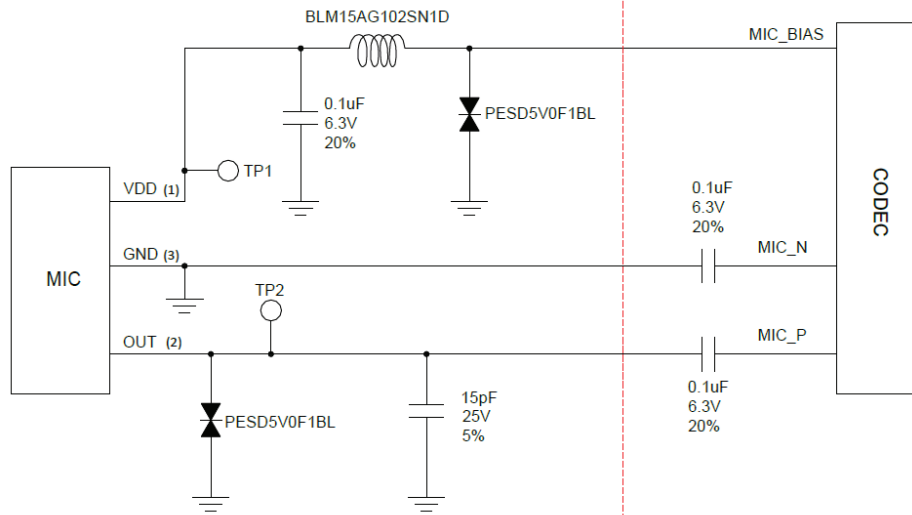 BLM15AG102SN1D
MIC_BIAS
0.1uF
6.3V
20%
PESD5V0F1BL
TP1
VDD (1)
CODEC
0.1uF
6.3V
20%
GND (3)
MIC_N
MIC
TP2
OUT (2)
MIC_P
PESD5V0F1BL
15pF
25V
5%
0.1uF
6.3V
20%